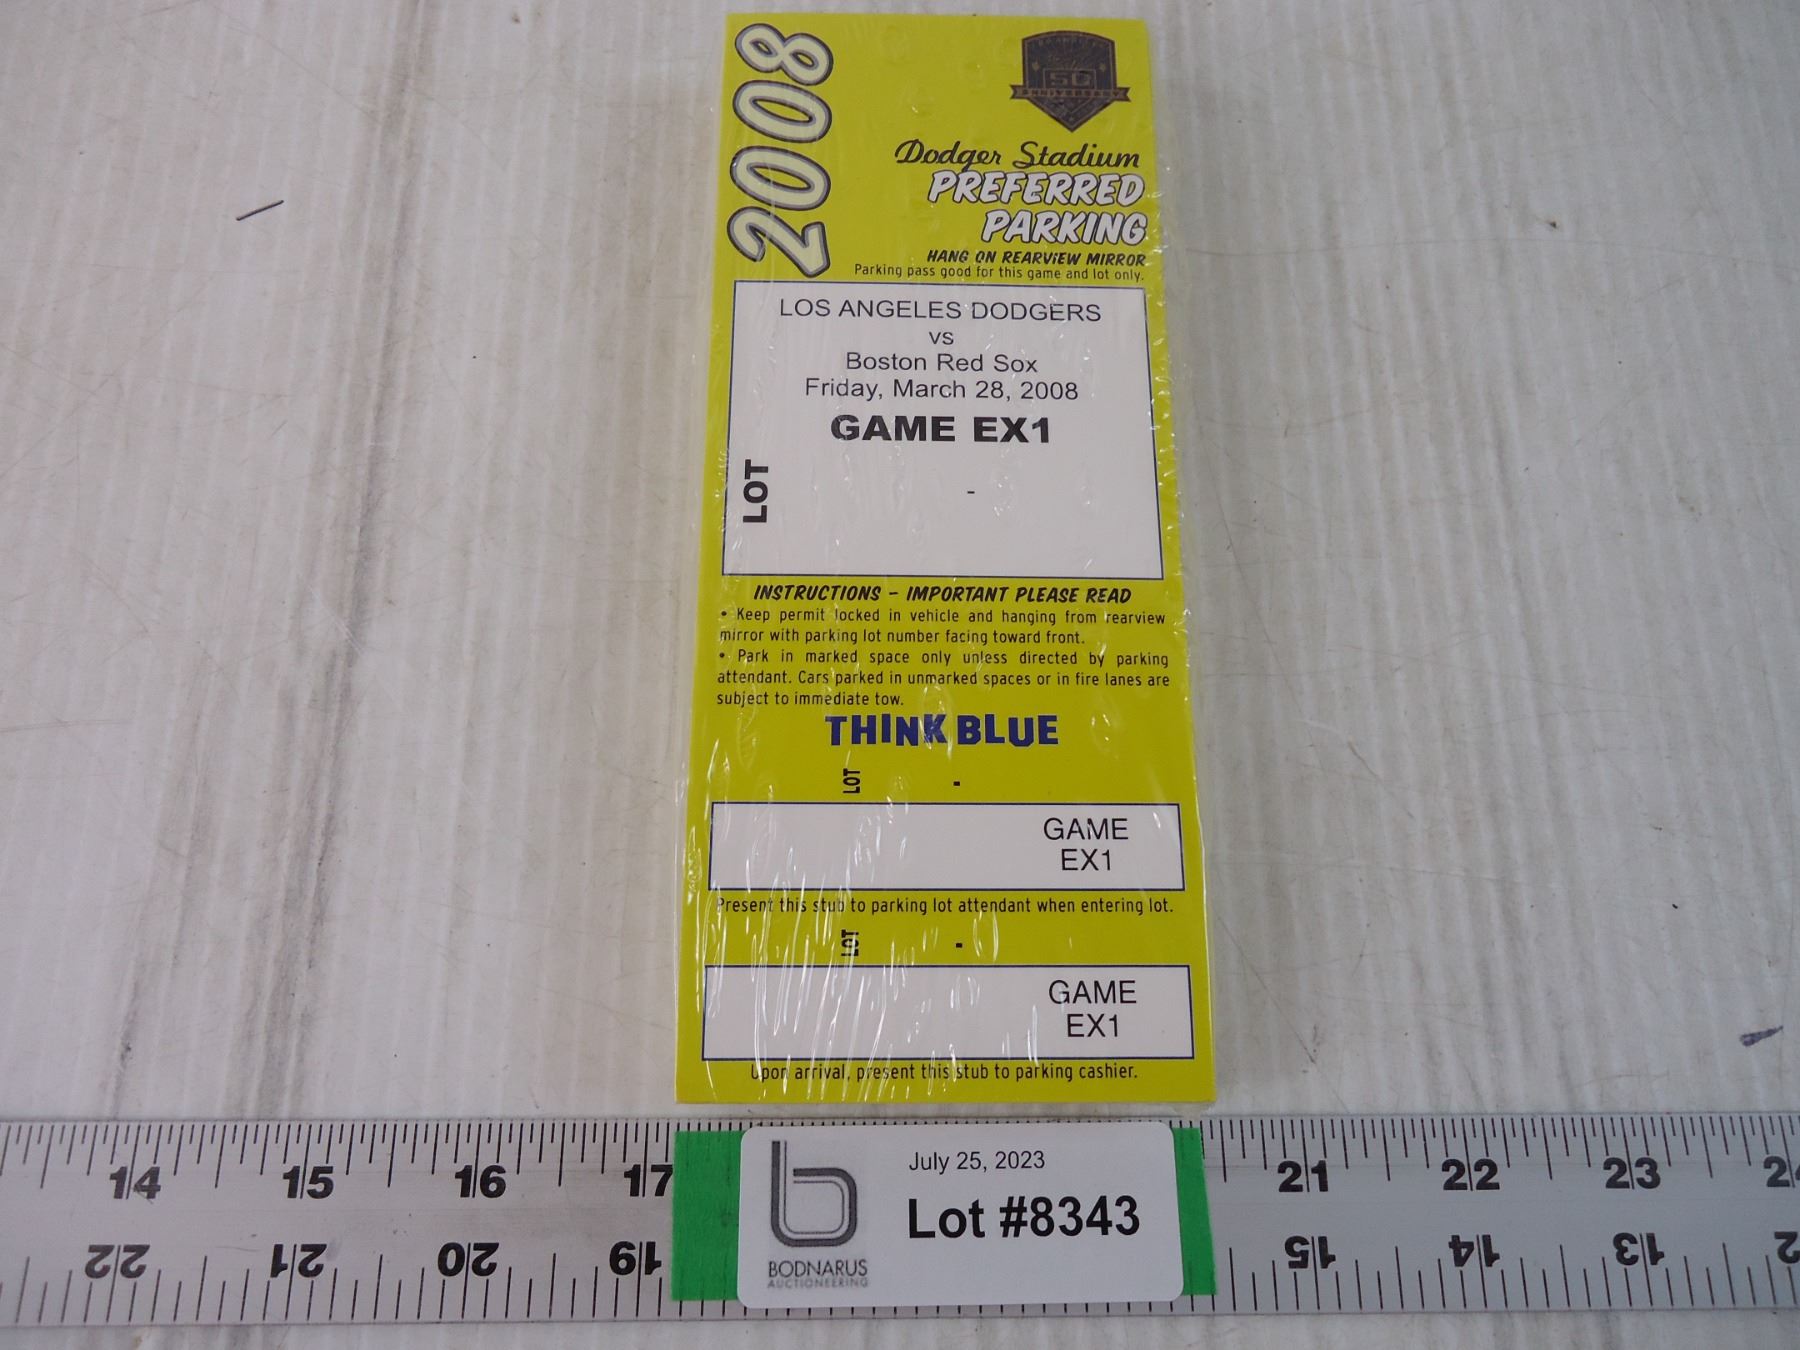 2008
50
ANNIVERSARY
Dodger Stadium
PREFERRED
PARKING
HANG ON REARVIEW MIRROR
Parking pass good for this game and lot only.
LOS ANGELES DODGERS
vs
Boston Red Sox
Friday, March 28, 2008
GAME EX1
LOT -
INSTRUCTIONS - IMPORTANT PLEASE READ
• Keep permit locked in vehicle and hanging from rearview
mirror with parking lot number facing toward front.
• Park in marked space only unless directed by parking
attendant. Cars parked in unmarked spaces or in fire lanes are
subject to immediate tow.
THINK BLUE
LOT -
GAME
EX1
Present this stub to parking lot attendant when entering lot.
LOT -
GAME
EX1
Upon arrival, present this stub to parking cashier.
14 15 16 17 21 22 23
July 25, 2023
Lot #8343
BODNARUS
AUCTIONEERING
22 21 20 19 15 14 13